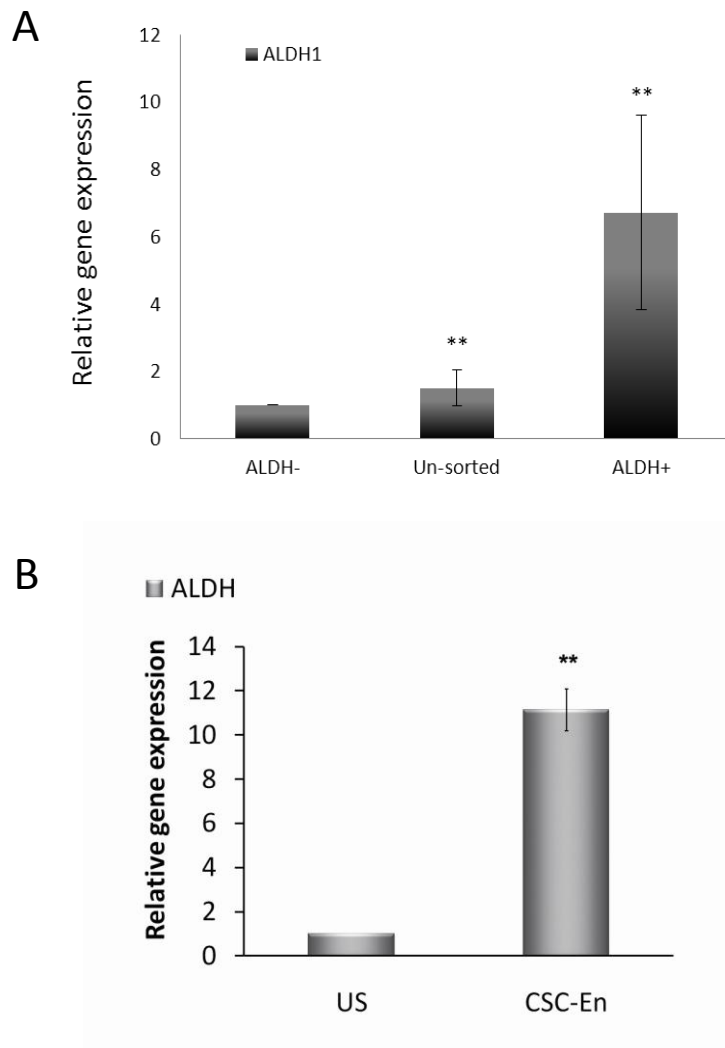 A
12
ALDH1
**
10
8
6
4
**
2
0
Relative gene expression
ALDH- Un-sorted ALDH+
B
ALDH
14
**
12
10
8
6
4
2
0
Relative gene expression
US CSC-En